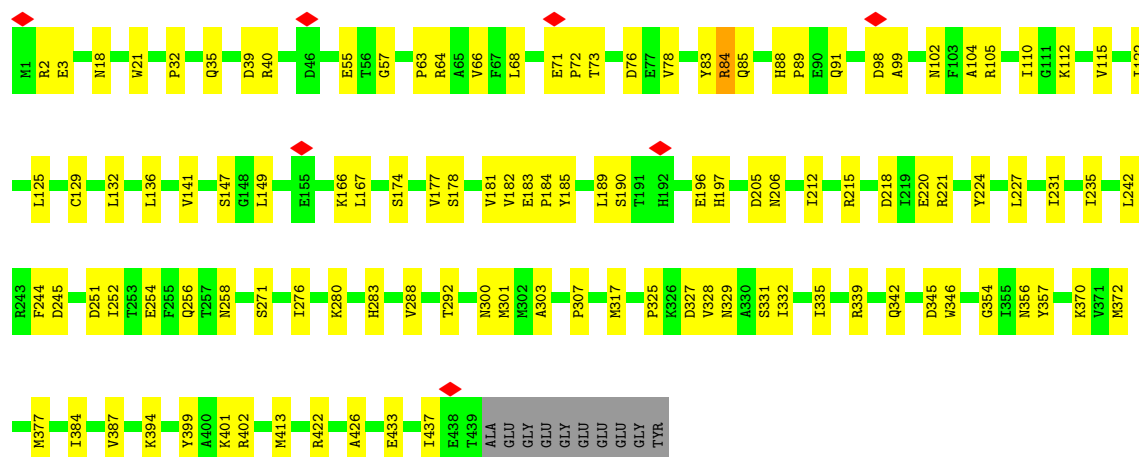 M1 R2 E3 N18 W21 P32 Q35 D39 R40 D46 E55 T56 G57 P63 R64 A65 V66 F67 L68 E71 P72 T73 D76 E77 V78 Y83 R84 Q85 H88 P89 E90 Q91 D98 A99 N102 F103 A104 R105 I110 G111 K112 V115
L125 C129 L132 L136 V141 S147 G148 L149 E155 K166 L167 S174 V177 S178 V181 V182 E183 P184 Y185 L189 S190 T191 H192 E196 H197 D205 N206 I212 R215 D218 I219 E220 R221 Y224 L227 I231 I235 L242
R243 F244 D245 D251 I252 T253 E254 F255 Q256 T257 N258 S271 I276 K280 H283 V288 T292 N300 M301 M302 A303 P307 M317 P325 K326 D327 V328 N329 A330 S331 I332 I335 R339 Q342 D345 W346 G354 I355 N356 Y357 K370 V371 M372
M377 I384 V387 K394 Y399 A400 K401 R402 M413 R422 A426 E433 I437 E438 T439 ALA GLU GLY GLU GLY GLU GLU GLU GLY TYR